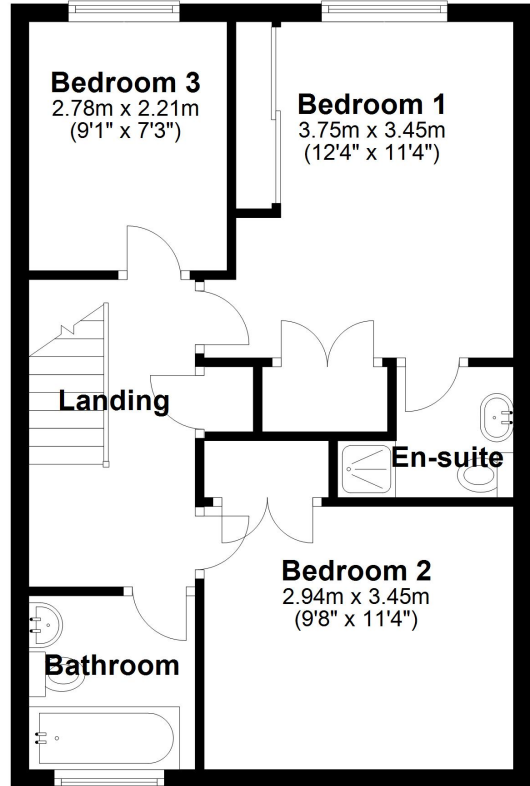 Bedroom 3
2.78m x 2.21m
(9'1" x 7'3")
Bedroom 1
3.75m x 3.45m
(12'4" x 11'4")
Landing
En-suite
Bedroom 2
2.94m x 3.45m
(9'8" x 11'4")
Bathroom